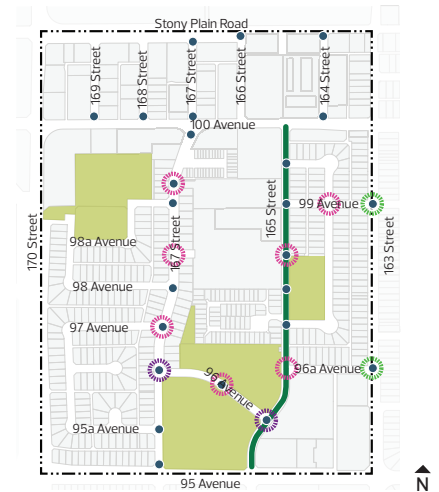 Stony Plain Road
169 Street
168 Street
167 Street
166 Street
164 Street
100 Avenue
165 Street
99 Avenue
170 Street
98a Avenue
167 Street
163 Street
98 Avenue
97 Avenue
96 Avenue
96a Avenue
95a Avenue
95 Avenue
N